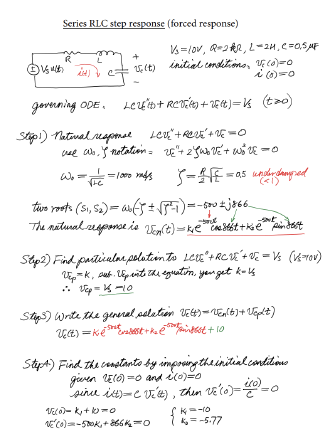 Series RLC step response (forced response)
Vs=10V, R=2kΩ, L=2H, C=0.5μF
initial conditions, Vc(0)=0
i(0)=0
R L
Vsu(t) i(t) C + Vc(t) −
governing ODE. LCVc''(t) + RCVc'(t) + Vc(t) = Vs (t≥0)
Step1) Natural response LCVc'' + RCVc' + Vc = 0
use ω₀, ζ notation = Vc'' + 2ζω₀Vc' + ω₀²Vc = 0
ω₀ = 1/√LC = 1000 rad/s ζ = R/2 √C/L = 0.5 underdamped (<1)
two roots (S1, S2) = ω₀(-ζ ± √ζ²-1) = -500 ± j866
The natural response is Vcn(t) = K₁e^-500t cos866t + K₂e^-500t sin866t
Step2) Find particular solution to LCVc'' + RCVc' + Vc = Vs (Vs=10V)
Vcp = K, sub. Vcp into the equation, you get K=Vs
∴ Vcp = Vs = 10
Step3) Write the general solution Vc(t) = Vcn(t) + Vcp(t)
Vc(t) = K₁e^-500t cos866t + K₂e^-500t sin866t + 10
Step4) Find the constants by imposing the initial conditions
given Vc(0)=0 and i(0)=0
since i(t)=C Vc'(t), then Vc'(0) = i(0)/C = 0
Vc(0) = K₁ + 10 = 0 { K₁ = -10
Vc'(0) = -500K₁ + 866K₂ = 0 K₂ = -5.77